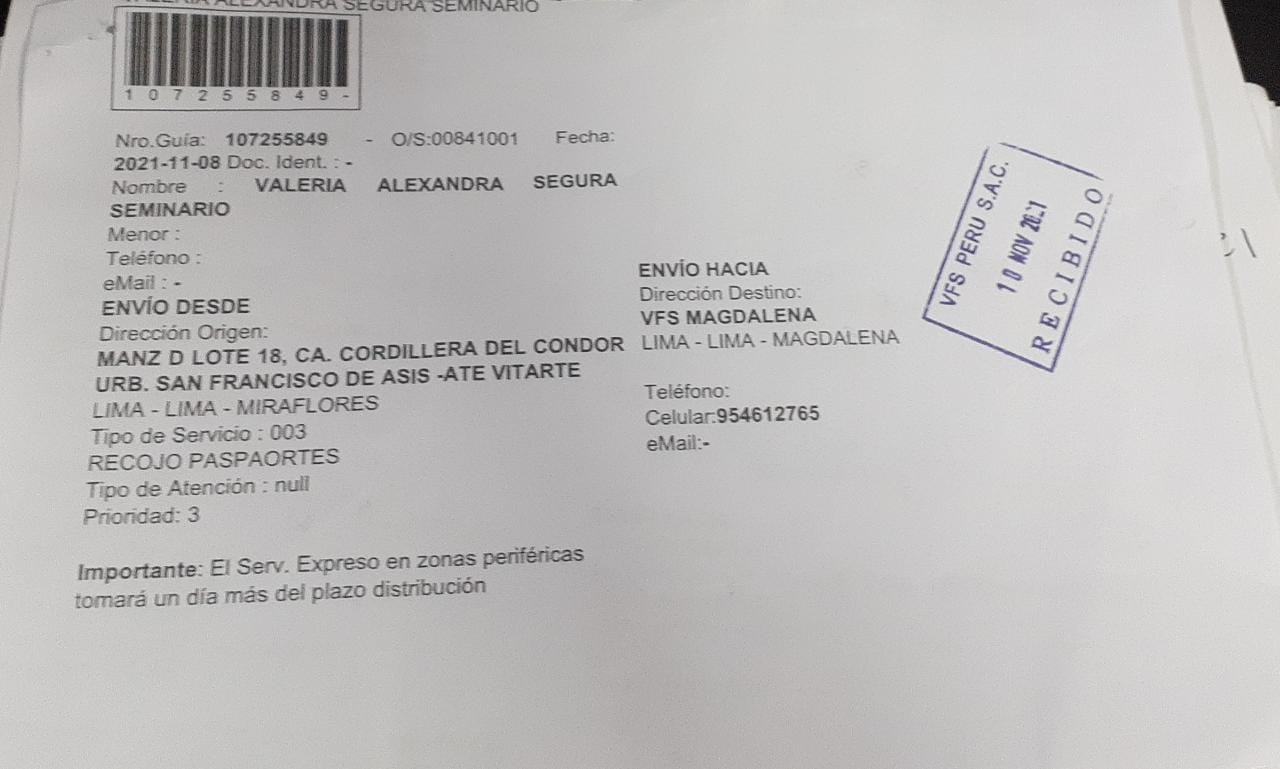 VALERIA ALEXANDRA SEGURA SEMINARIO
1 0 7 2 5 5 8 4 9 -
Nro.Guía: 107255849 - O/S:00841001 Fecha:
2021-11-08 Doc. Ident. : -
Nombre : VALERIA ALEXANDRA SEGURA
SEMINARIO
Menor :
Teléfono :
eMail : -
ENVÍO DESDE
Dirección Origen:
MANZ D LOTE 18, CA. CORDILLERA DEL CONDOR
URB. SAN FRANCISCO DE ASIS -ATE VITARTE
LIMA - LIMA - MIRAFLORES
Tipo de Servicio : 003
RECOJO PASPAORTES
Tipo de Atención : null
Prioridad: 3
ENVÍO HACIA
Dirección Destino:
VFS MAGDALENA
LIMA - LIMA - MAGDALENA
Teléfono:
Celular:954612765
eMail:-
VFS PERU S.A.C.
10 NOV 2021
RECIBIDO
Importante: El Serv. Expreso en zonas periféricas
tomará un día más del plazo distribución